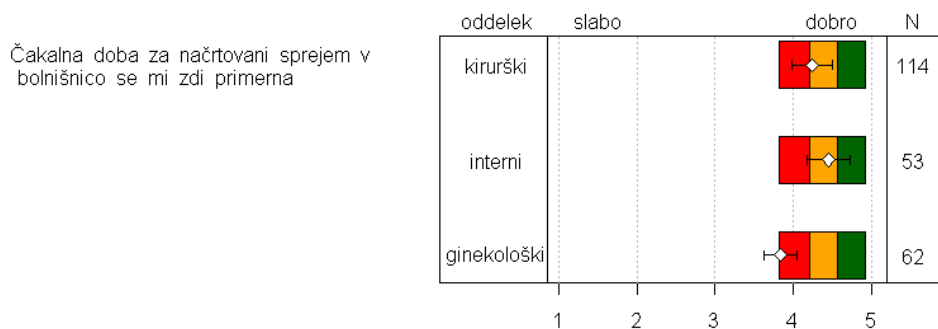 oddelek slabo dobro N
Čakalna doba za načrtovani sprejem v
bolnišnico se mi zdi primerna
kirurški 114
interni 53
ginekološki 62
1 2 3 4 5